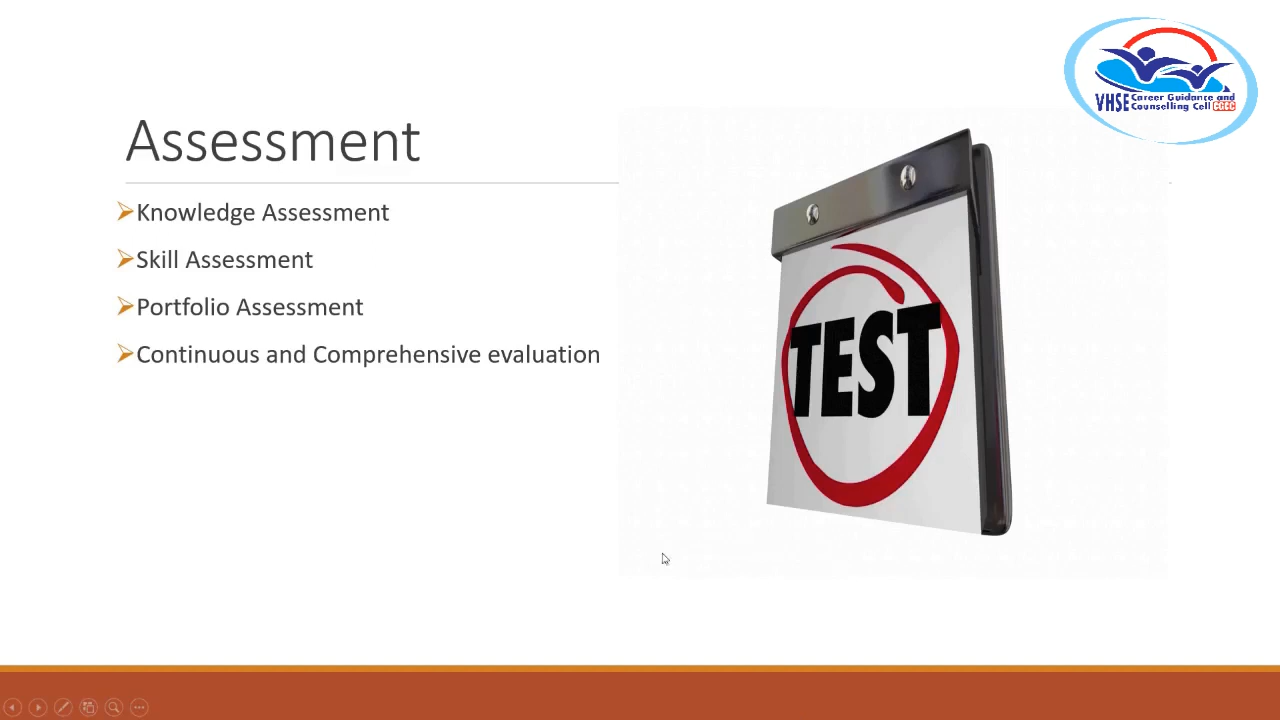 VHSE Career Guidance and
Counselling Cell CGCC
Assessment
Knowledge Assessment
Skill Assessment
Portfolio Assessment
Continuous and Comprehensive evaluation
TEST